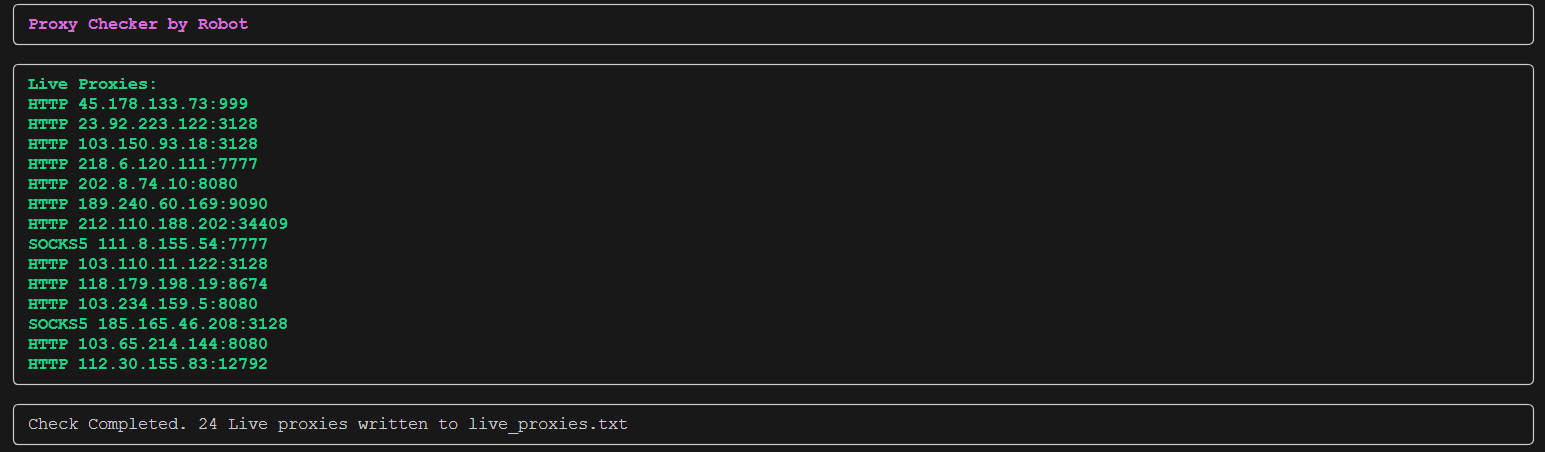 Proxy Checker by Robot
Live Proxies:
HTTP 45.178.133.73:999
HTTP 23.92.223.122:3128
HTTP 103.150.93.18:3128
HTTP 218.6.120.111:7777
HTTP 202.8.74.10:8080
HTTP 189.240.60.169:9090
HTTP 212.110.188.202:34409
SOCKS5 111.8.155.54:7777
HTTP 103.110.11.122:3128
HTTP 118.179.198.19:8674
HTTP 103.234.159.5:8080
SOCKS5 185.165.46.208:3128
HTTP 103.65.214.144:8080
HTTP 112.30.155.83:12792
Check Completed. 24 Live proxies written to live_proxies.txt